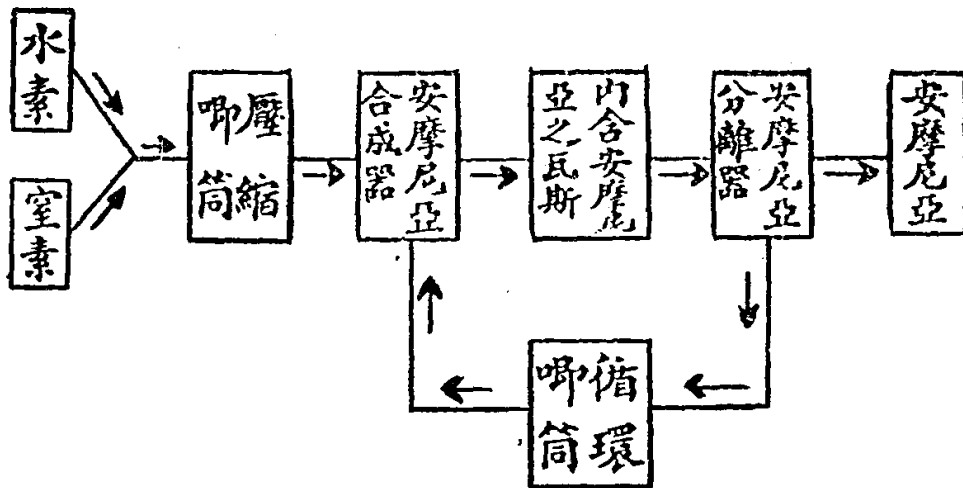 水素
窒素
壓縮
唧筒
安摩尼亞
合成器
內含安摩尼
亞之瓦斯
安摩尼亞
分離器
安摩尼亞
循環
唧筒